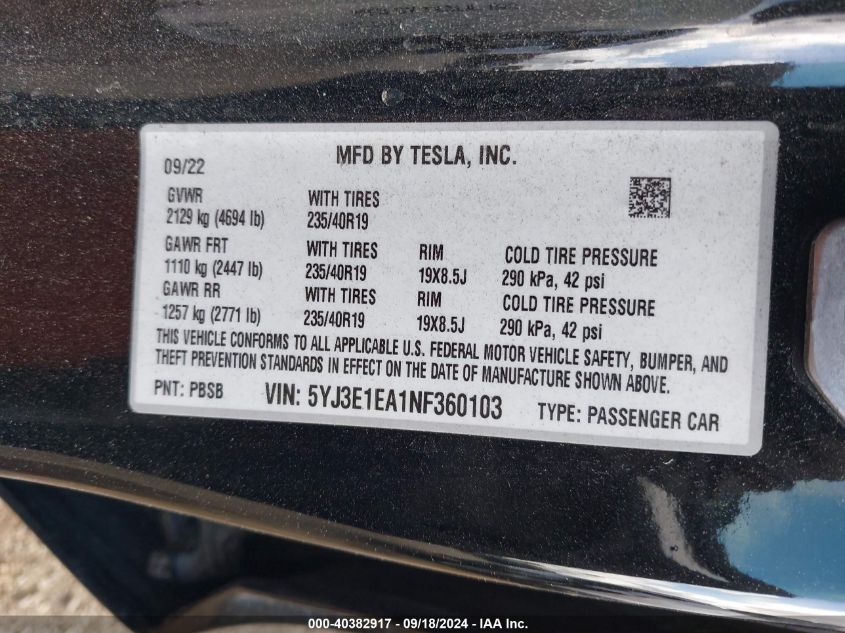 MFD BY TESLA, INC.
09/22
GVWR WITH TIRES
2129 kg (4694 lb) 235/40R19
GAWR FRT WITH TIRES RIM COLD TIRE PRESSURE
1110 kg (2447 lb) 235/40R19 19X8.5J 290 kPa, 42 psi
GAWR RR WITH TIRES RIM COLD TIRE PRESSURE
1257 kg (2771 lb) 235/40R19 19X8.5J 290 kPa, 42 psi
THIS VEHICLE CONFORMS TO ALL APPLICABLE U.S. FEDERAL MOTOR VEHICLE SAFETY, BUMPER, AND
THEFT PREVENTION STANDARDS IN EFFECT ON THE DATE OF MANUFACTURE SHOWN ABOVE.
PNT: PBSB VIN: 5YJ3E1EA1NF360103 TYPE: PASSENGER CAR
000-40382917 - 09/18/2024 - IAA Inc.